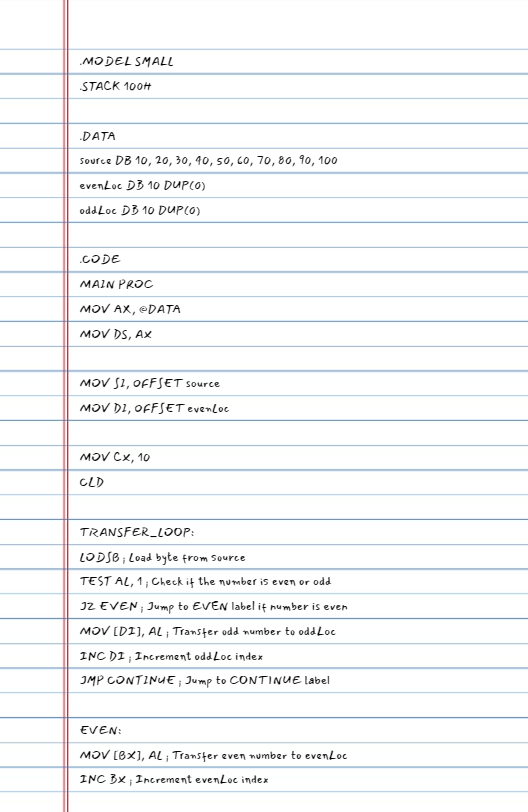 .MODEL SMALL
.STACK 100H
.DATA
source DB 10, 20, 30, 40, 50, 60, 70, 80, 90, 100
evenLoc DB 10 DUP(0)
oddLoc DB 10 DUP(0)
.CODE
MAIN PROC
MOV AX, @DATA
MOV DS, AX
MOV SI, OFFSET source
MOV DI, OFFSET evenLoc
MOV CX, 10
CLD
TRANSFER_LOOP:
LODSB ; Load byte from source
TEST AL, 1 ; Check if the number is even or odd
JZ EVEN ; Jump to EVEN label if number is even
MOV [DI], AL ; Transfer odd number to oddLoc
INC DI ; Increment oddLoc index
JMP CONTINUE ; Jump to CONTINUE label
EVEN:
MOV [BX], AL ; Transfer even number to evenLoc
INC BX ; Increment evenLoc index